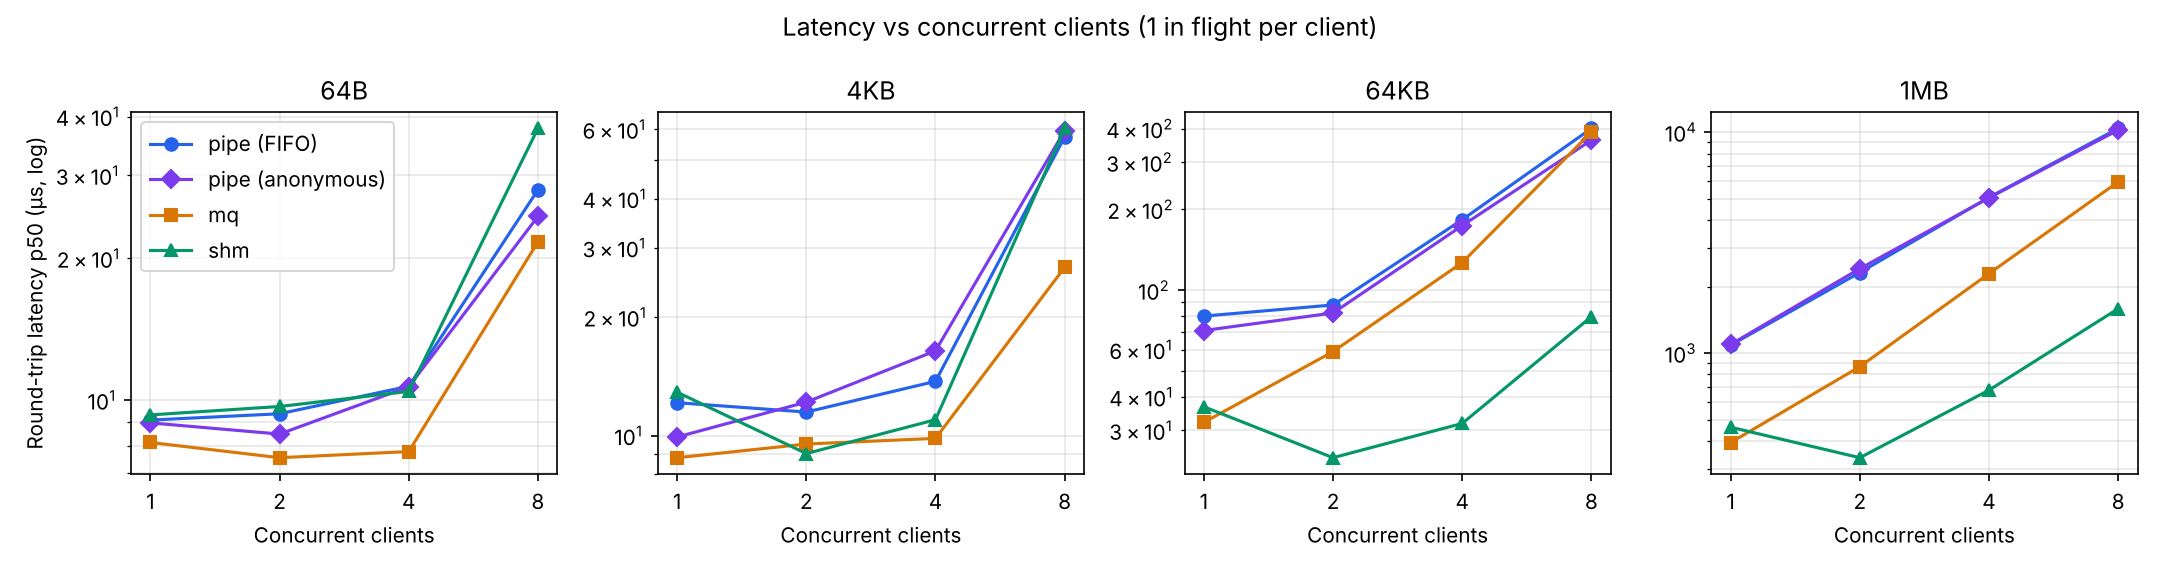 Latency vs concurrent clients (1 in flight per client)
64B
4KB
64KB
1MB
Round-trip latency p50 (µs, log)
4 × 10¹
3 × 10¹
2 × 10¹
10¹
pipe (FIFO)
pipe (anonymous)
mq
shm
1 2 4 8
Concurrent clients
6 × 10¹
4 × 10¹
3 × 10¹
2 × 10¹
10¹
1 2 4 8
Concurrent clients
4 × 10²
3 × 10²
2 × 10²
10²
6 × 10¹
4 × 10¹
3 × 10¹
1 2 4 8
Concurrent clients
10⁴
10³
1 2 4 8
Concurrent clients